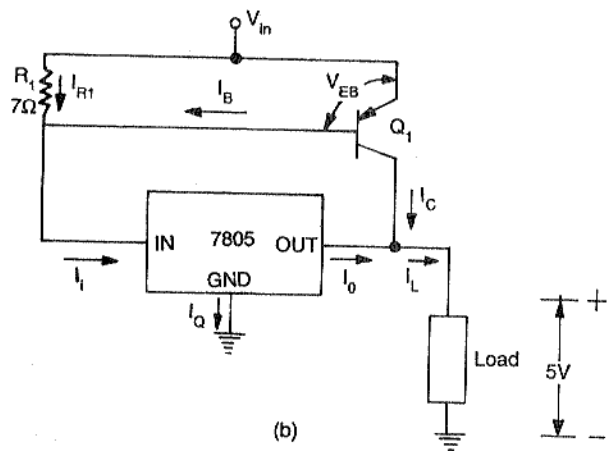 V_in
R_1
I_R1
7Ω
I_B
V_EB
Q_1
I_C
IN 7805 OUT
GND
I_i
I_Q
I_0
I_L
+
Load
5V
−
(b)